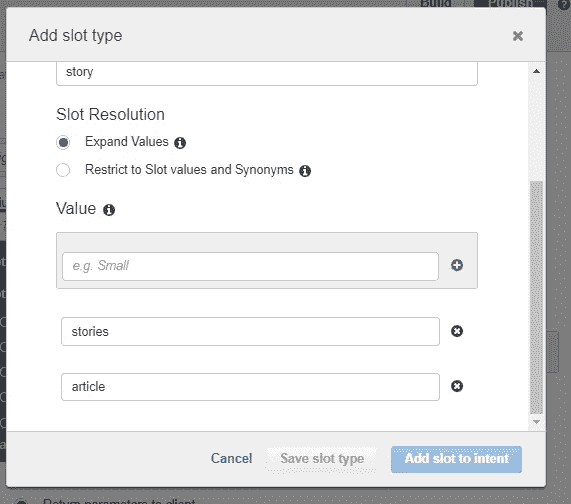 Build
Publish
Add slot type
story
Slot Resolution
Expand Values
Restrict to Slot values and Synonyms
Value
e.g. Small
stories
article
Cancel
Save slot type
Add slot to intent
Return parameters to client